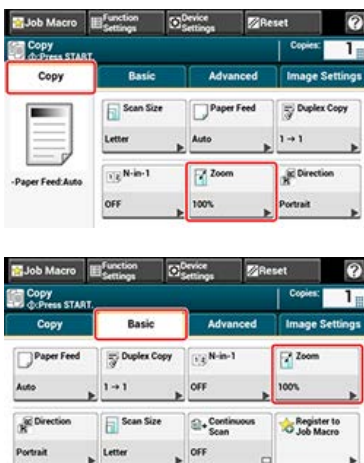 Job Macro Function Settings Device Settings Reset ?
Copy Copies: 1
Press START.
Copy Basic Advanced Image Settings
Scan Size Paper Feed Duplex Copy
Letter Auto 1→1
-Paper Feed:Auto
N-in-1 Zoom Direction
OFF 100% Portrait
Job Macro Function Settings Device Settings Reset ?
Copy Copies: 1
Press START.
Copy Basic Advanced Image Settings
Paper Feed Duplex Copy N-in-1 Zoom
Auto 1→1 OFF 100%
Direction Scan Size Continuous Scan Register to Job Macro
Portrait Letter OFF